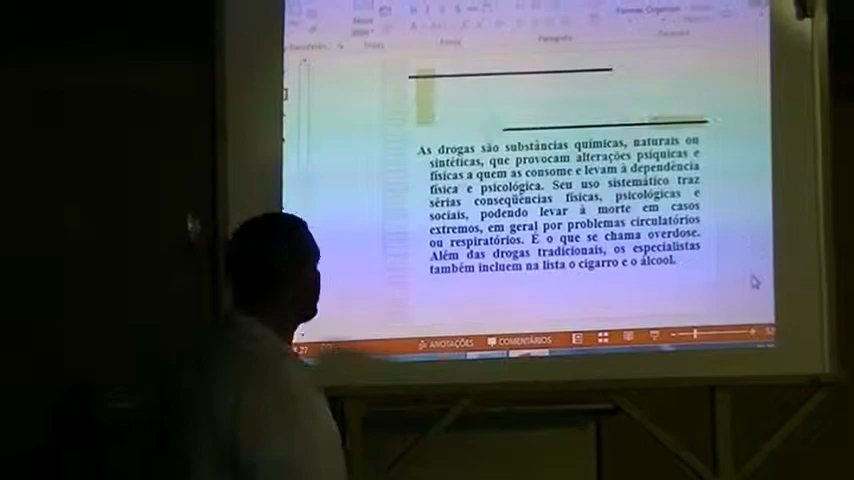 As drogas são substâncias químicas, naturais ou
sintéticas, que provocam alterações psíquicas e
físicas a quem as consome e levam à dependência
física e psicológica. Seu uso sistemático traz
sérias conseqüências físicas, psicológicas e
sociais, podendo levar à morte em casos
extremos, em geral por problemas circulatórios
ou respiratórios. É o que se chama overdose.
Além das drogas tradicionais, os especialistas
também incluem na lista o cigarro e o álcool.
ANOTAÇÕES COMENTÁRIOS